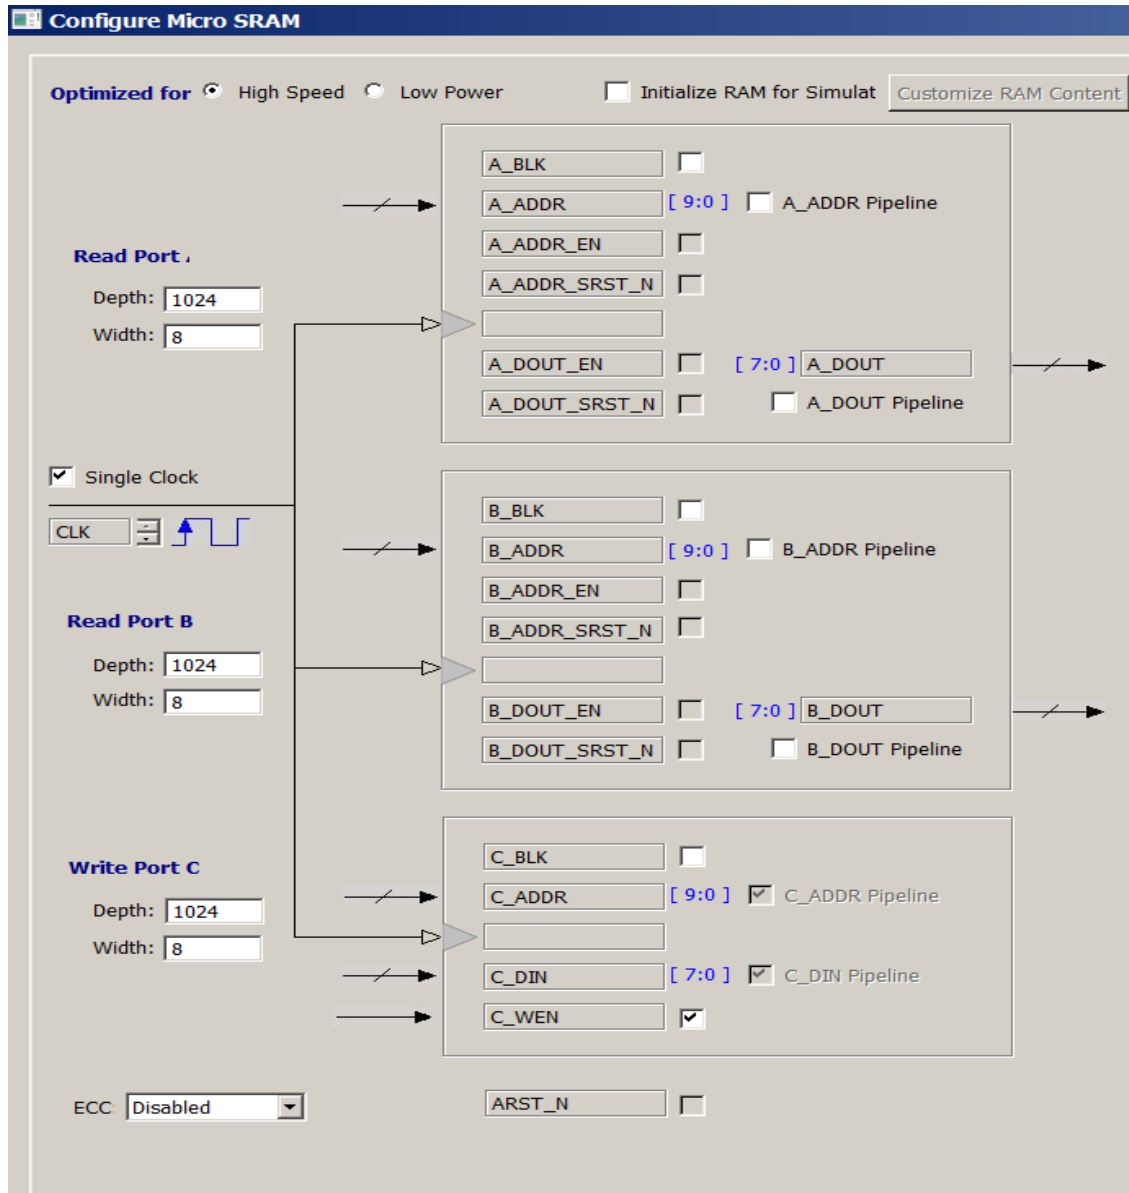 Configure Micro SRAM
Optimized for High Speed Low Power Initialize RAM for Simulat Customize RAM Content
A_BLK
A_ADDR [ 9:0 ] A_ADDR Pipeline
A_ADDR_EN
Read Port
A_ADDR_SRST_N
Depth: 1024
Width: 8
A_DOUT_EN [ 7:0 ] A_DOUT
A_DOUT_SRST_N A_DOUT Pipeline
Single Clock
CLK
B_BLK
B_ADDR [ 9:0 ] B_ADDR Pipeline
B_ADDR_EN
Read Port B
B_ADDR_SRST_N
Depth: 1024
Width: 8
B_DOUT_EN [ 7:0 ] B_DOUT
B_DOUT_SRST_N B_DOUT Pipeline
Write Port C
C_BLK
Depth: 1024
C_ADDR [ 9:0 ] C_ADDR Pipeline
Width: 8
C_DIN [ 7:0 ] C_DIN Pipeline
C_WEN
ECC: Disabled
ARST_N